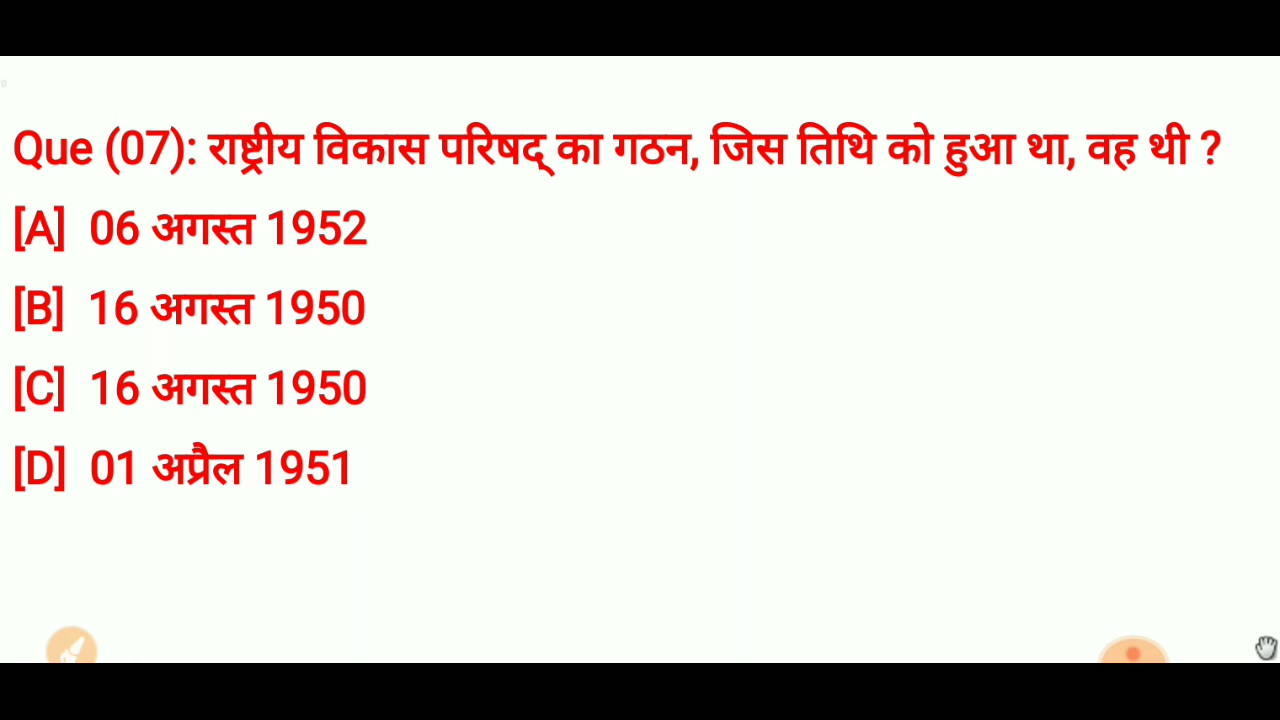 Que (07): राष्ट्रीय विकास परिषद् का गठन, जिस तिथि को हुआ था, वह थी ?
[A] 06 अगस्त 1952
[B] 16 अगस्त 1950
[C] 16 अगस्त 1950
[D] 01 अप्रैल 1951